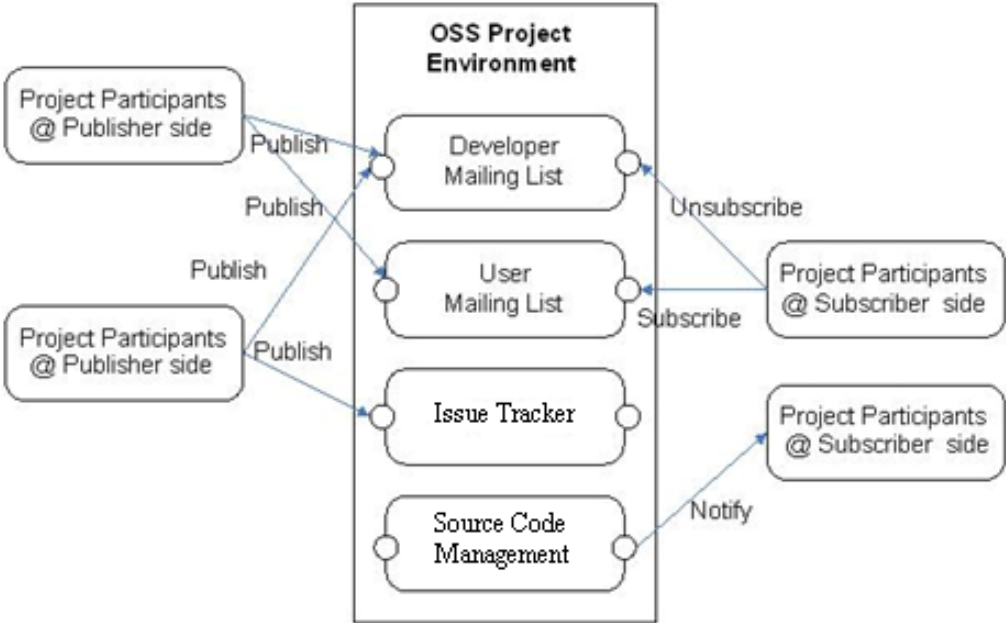 OSS Project
Environment
Project Participants
@ Publisher side
Publish
Publish
Publish
Publish
Project Participants
@ Publisher side
Developer
Mailing List
User
Mailing List
Issue Tracker
Source Code
Management
Unsubscribe
Subscribe
Project Participants
@ Subscriber side
Project Participants
@ Subscriber side
Notify